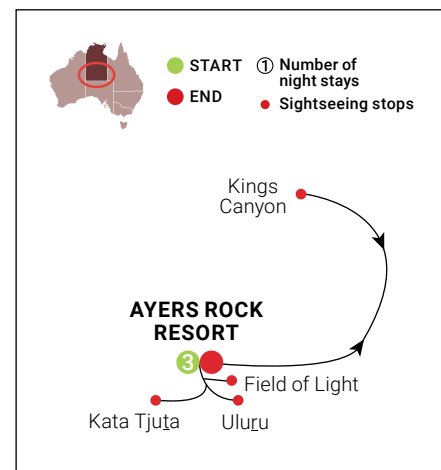 START
END
① Number of
night stays
Sightseeing stops
Kings
Canyon
AYERS ROCK
RESORT
3
Field of Light
Kata Tjuṯa
Uluṟu